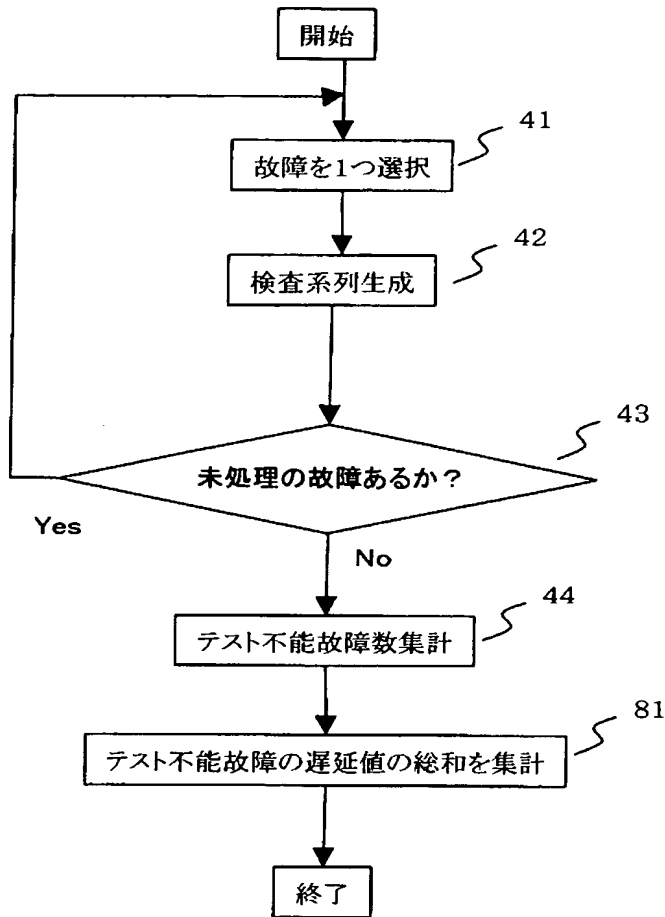 開始
41
故障を1つ選択
42
検査系列生成
43
未処理の故障あるか？
Yes
No
44
テスト不能故障数集計
81
テスト不能故障の遅延値の総和を集計
終了